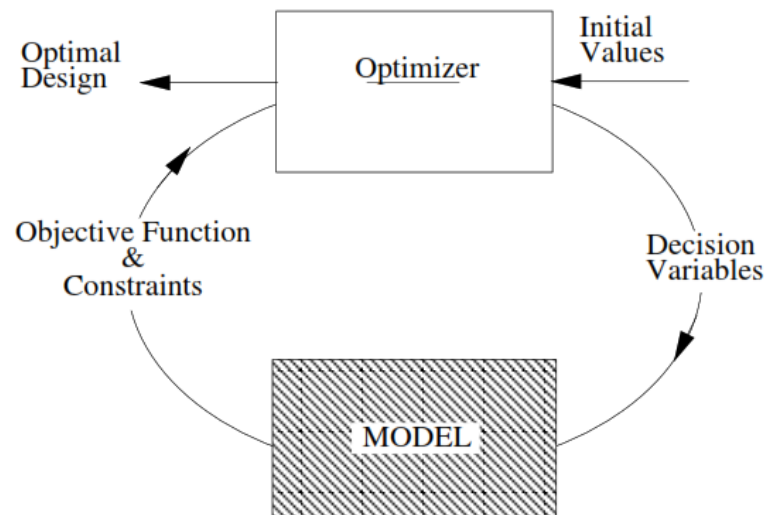 Optimal
Design
Optimizer
Initial
Values
Objective Function
&
Constraints
Decision
Variables
MODEL